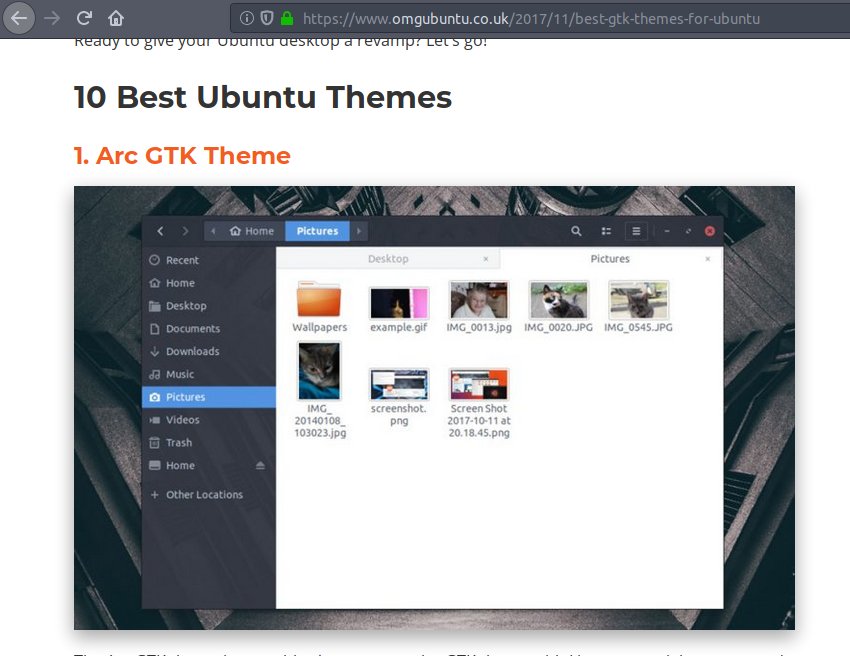 https://www.omgubuntu.co.uk/2017/11/best-gtk-themes-for-ubuntu
Ready to give your Ubuntu desktop a revamp? Let's go!
10 Best Ubuntu Themes
1. Arc GTK Theme
Home
Pictures
Recent
Home
Desktop
Documents
Downloads
Music
Pictures
Videos
Trash
Home
Other Locations
Desktop
Pictures
Wallpapers
example.gif
IMG_0013.jpg
IMG_0020.JPG
IMG_0545.JPG
IMG_
20140108_
103023.jpg
screenshot.
png
Screen Shot
2017-10-11 at
20.18.45.png